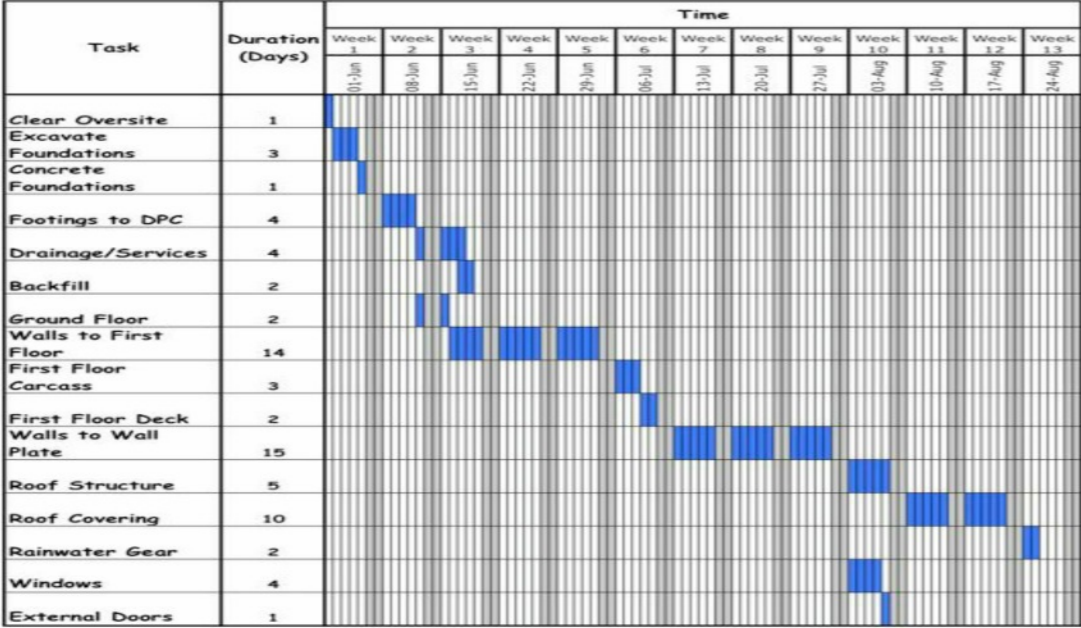 Time
Task
Duration
(Days)
Week
1
Week
2
Week
3
Week
4
Week
5
Week
6
Week
7
Week
8
Week
9
Week
10
Week
11
Week
12
Week
13
01-Jun
08-Jun
15-Jun
22-Jun
29-Jun
06-Jul
13-Jul
20-Jul
27-Jul
03-Aug
10-Aug
17-Aug
24-Aug
Clear Oversite 1
Excavate
Foundations 3
Concrete
Foundations 1
Footings to DPC 4
Drainage/Services 4
Backfill 2
Ground Floor 2
Walls to First
Floor 14
First Floor
Carcass 3
First Floor Deck 2
Walls to Wall
Plate 15
Roof Structure 5
Roof Covering 10
Rainwater Gear 2
Windows 4
External Doors 1